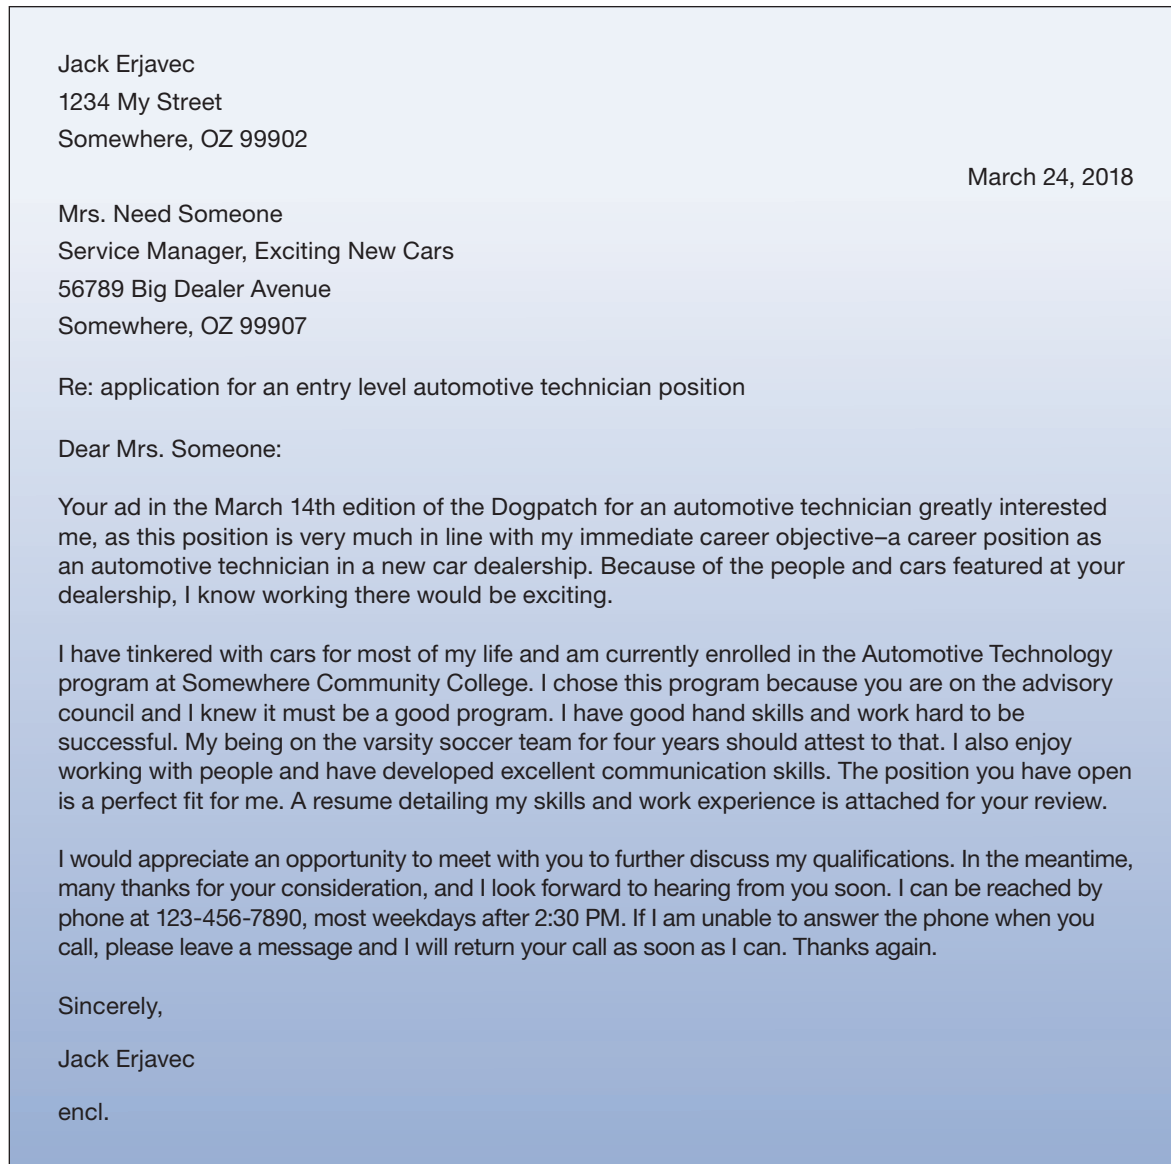 Jack Erjavec
1234 My Street
Somewhere, OZ 99902
March 24, 2018
Mrs. Need Someone
Service Manager, Exciting New Cars
56789 Big Dealer Avenue
Somewhere, OZ 99907
Re: application for an entry level automotive technician position
Dear Mrs. Someone:
Your ad in the March 14th edition of the Dogpatch for an automotive technician greatly interested
me, as this position is very much in line with my immediate career objective–a career position as
an automotive technician in a new car dealership. Because of the people and cars featured at your
dealership, I know working there would be exciting.
I have tinkered with cars for most of my life and am currently enrolled in the Automotive Technology
program at Somewhere Community College. I chose this program because you are on the advisory
council and I knew it must be a good program. I have good hand skills and work hard to be
successful. My being on the varsity soccer team for four years should attest to that. I also enjoy
working with people and have developed excellent communication skills. The position you have open
is a perfect fit for me. A resume detailing my skills and work experience is attached for your review.
I would appreciate an opportunity to meet with you to further discuss my qualifications. In the meantime,
many thanks for your consideration, and I look forward to hearing from you soon. I can be reached by
phone at 123-456-7890, most weekdays after 2:30 PM. If I am unable to answer the phone when you
call, please leave a message and I will return your call as soon as I can. Thanks again.
Sincerely,
Jack Erjavec
encl.